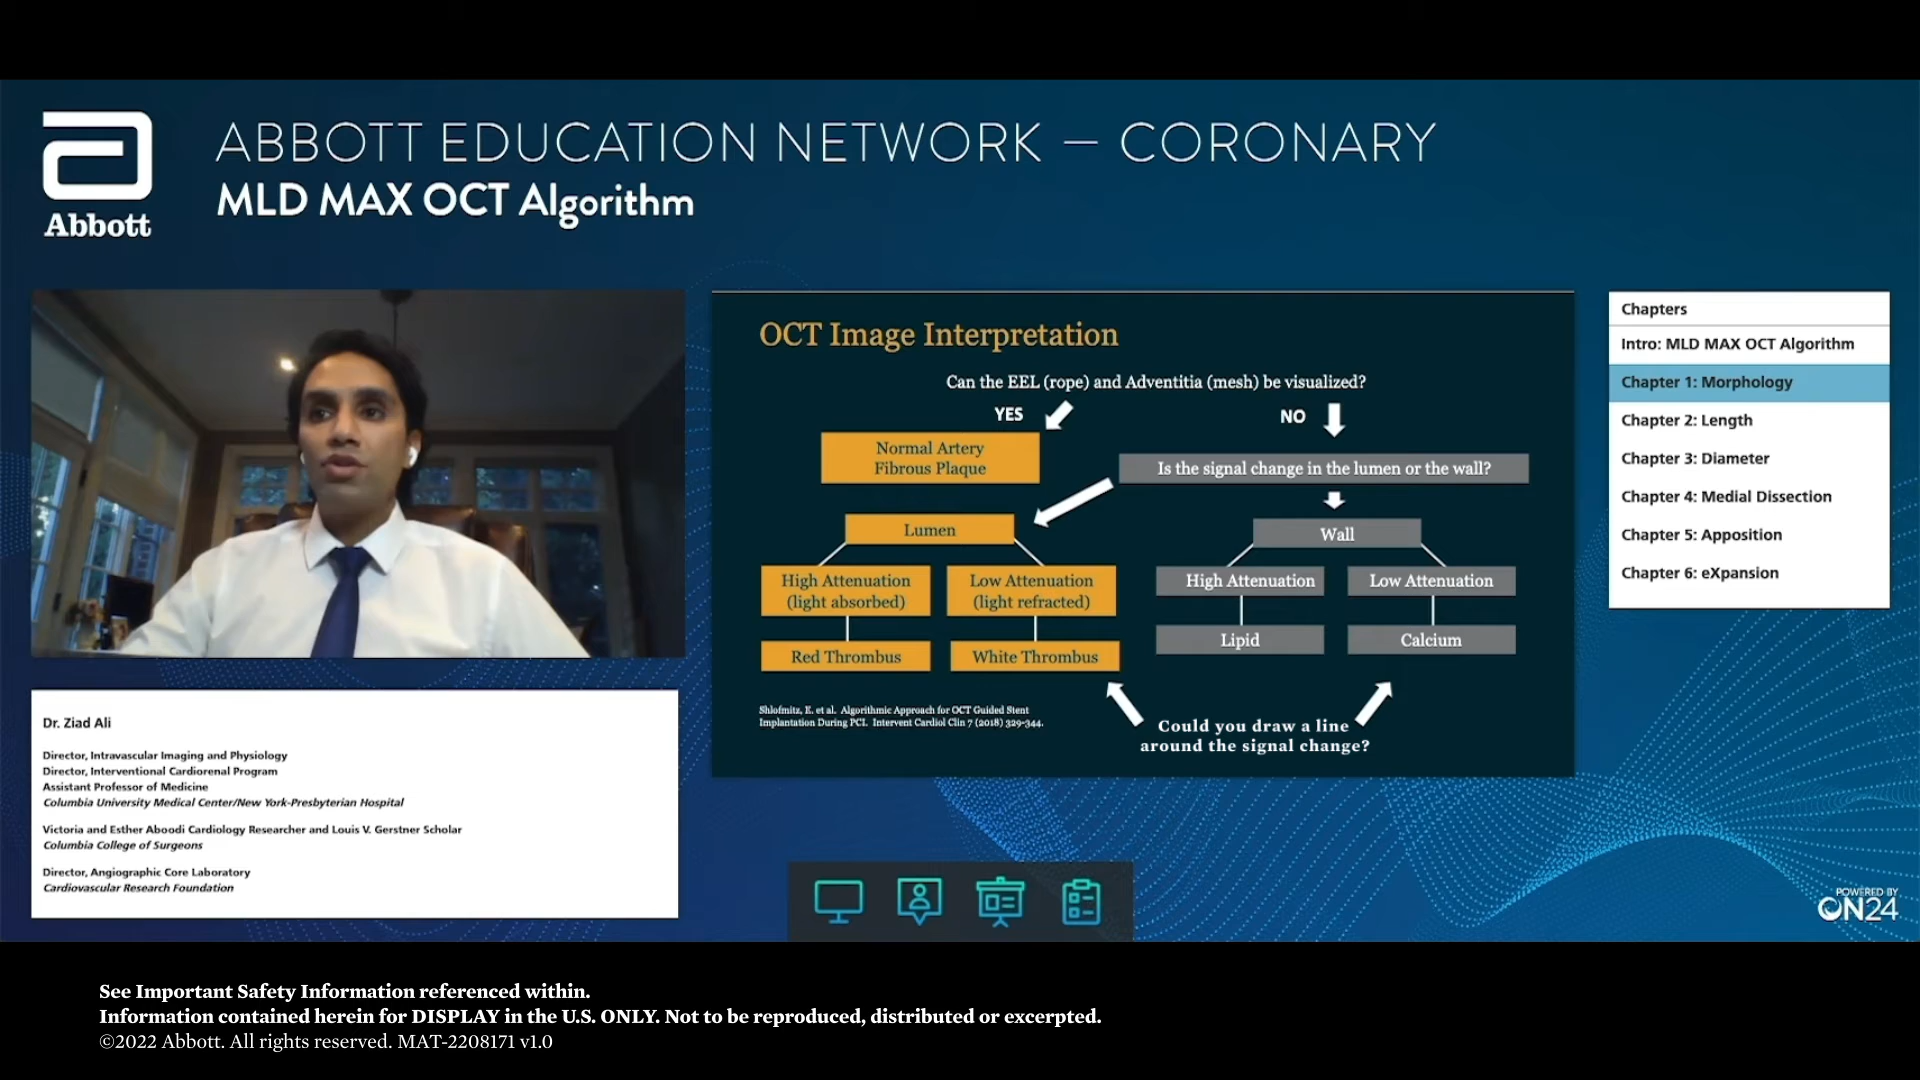 Abbott
ABBOTT EDUCATION NETWORK — CORONARY
MLD MAX OCT Algorithm
OCT Image Interpretation
Can the EEL (rope) and Adventitia (mesh) be visualized?
YES
NO
Normal Artery
Fibrous Plaque
Is the signal change in the lumen or the wall?
Lumen
Wall
High Attenuation
(light absorbed)
Low Attenuation
(light refracted)
High Attenuation
Low Attenuation
Red Thrombus
White Thrombus
Lipid
Calcium
Shlofmitz, E. et al. Algorithmic Approach for OCT Guided Stent
Implantation During PCI. Intervent Cardiol Clin 7 (2018) 329-344.
Could you draw a line
around the signal change?
Chapters
Intro: MLD MAX OCT Algorithm
Chapter 1: Morphology
Chapter 2: Length
Chapter 3: Diameter
Chapter 4: Medial Dissection
Chapter 5: Apposition
Chapter 6: eXpansion
Dr. Ziad Ali
Director, Intravascular Imaging and Physiology
Director, Interventional Cardiorenal Program
Assistant Professor of Medicine
Columbia University Medical Center/New York-Presbyterian Hospital
Victoria and Esther Aboodi Cardiology Researcher and Louis V. Gerstner Scholar
Columbia College of Surgeons
Director, Angiographic Core Laboratory
Cardiovascular Research Foundation
POWERED BY
ON24
See Important Safety Information referenced within.
Information contained herein for DISPLAY in the U.S. ONLY. Not to be reproduced, distributed or excerpted.
©2022 Abbott. All rights reserved. MAT-2208171 v1.0